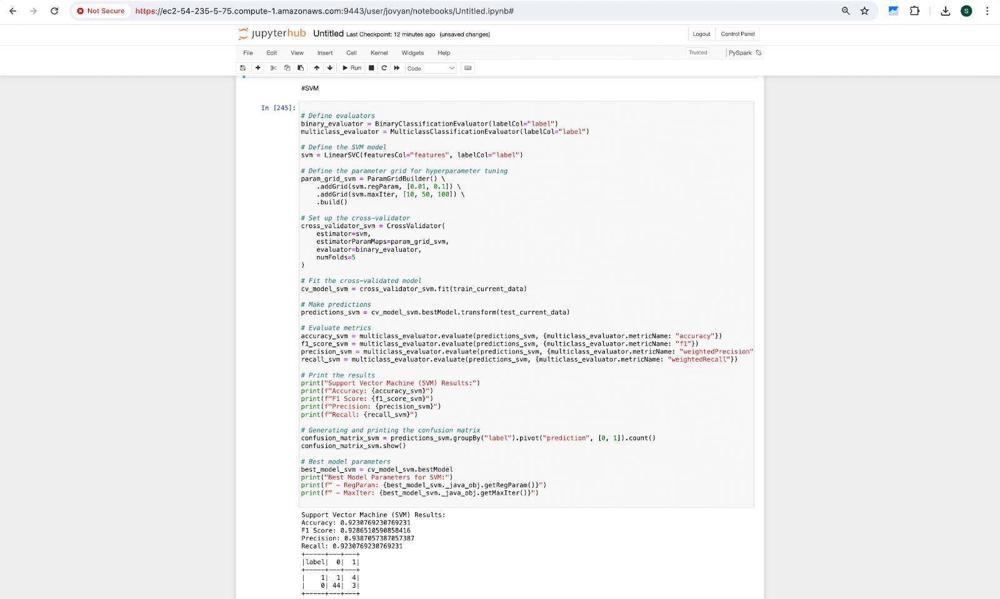 Not Secure https://ec2-54-235-5-75.compute-1.amazonaws.com:9443/user/jovyan/notebooks/Untitled.ipynb# S
jupyterhub Untitled Last Checkpoint: 12 minutes ago (unsaved changes) Logout Control Panel
File Edit View Insert Cell Kernel Widgets Help Trusted PySpark
Run Code
#SVM
In [245]:
# Define evaluators
binary_evaluator = BinaryClassificationEvaluator(labelCol="label")
multiclass_evaluator = MulticlassClassificationEvaluator(labelCol="label")
# Define the SVM model
svm = LinearSVC(featuresCol="features", labelCol="label")
# Define the parameter grid for hyperparameter tuning
param_grid_svm = ParamGridBuilder() \
    .addGrid(svm.regParam, [0.01, 0.1]) \
    .addGrid(svm.maxIter, [10, 50, 100]) \
    .build()
# Set up the cross-validator
cross_validator_svm = CrossValidator(
    estimator=svm,
    estimatorParamMaps=param_grid_svm,
    evaluator=binary_evaluator,
    numFolds=5
)
# Fit the cross-validated model
cv_model_svm = cross_validator_svm.fit(train_current_data)
# Make predictions
predictions_svm = cv_model_svm.bestModel.transform(test_current_data)
# Evaluate metrics
accuracy_svm = multiclass_evaluator.evaluate(predictions_svm, {multiclass_evaluator.metricName: "accuracy"})
f1_score_svm = multiclass_evaluator.evaluate(predictions_svm, {multiclass_evaluator.metricName: "f1"})
precision_svm = multiclass_evaluator.evaluate(predictions_svm, {multiclass_evaluator.metricName: "weightedPrecision"
recall_svm = multiclass_evaluator.evaluate(predictions_svm, {multiclass_evaluator.metricName: "weightedRecall"})
# Print the results
print("Support Vector Machine (SVM) Results:")
print(f"Accuracy: {accuracy_svm}")
print(f"F1 Score: {f1_score_svm}")
print(f"Precision: {precision_svm}")
print(f"Recall: {recall_svm}")
# Generating and printing the confusion matrix
confusion_matrix_svm = predictions_svm.groupBy("label").pivot("prediction", [0, 1]).count()
confusion_matrix_svm.show()
# Best model parameters
best_model_svm = cv_model_svm.bestModel
print("Best Model Parameters for SVM:")
print(f" - RegParam: {best_model_svm._java_obj.getRegParam()}")
print(f" - MaxIter: {best_model_svm._java_obj.getMaxIter()}")
Support Vector Machine (SVM) Results:
Accuracy: 0.9230769230769231
F1 Score: 0.9286510590858416
Precision: 0.9387057387057387
Recall: 0.9230769230769231
+-----+---+---+
|label|  0|  1|
+-----+---+---+
|    1|  1|  4|
|    0| 44|  3|
+-----+---+---+